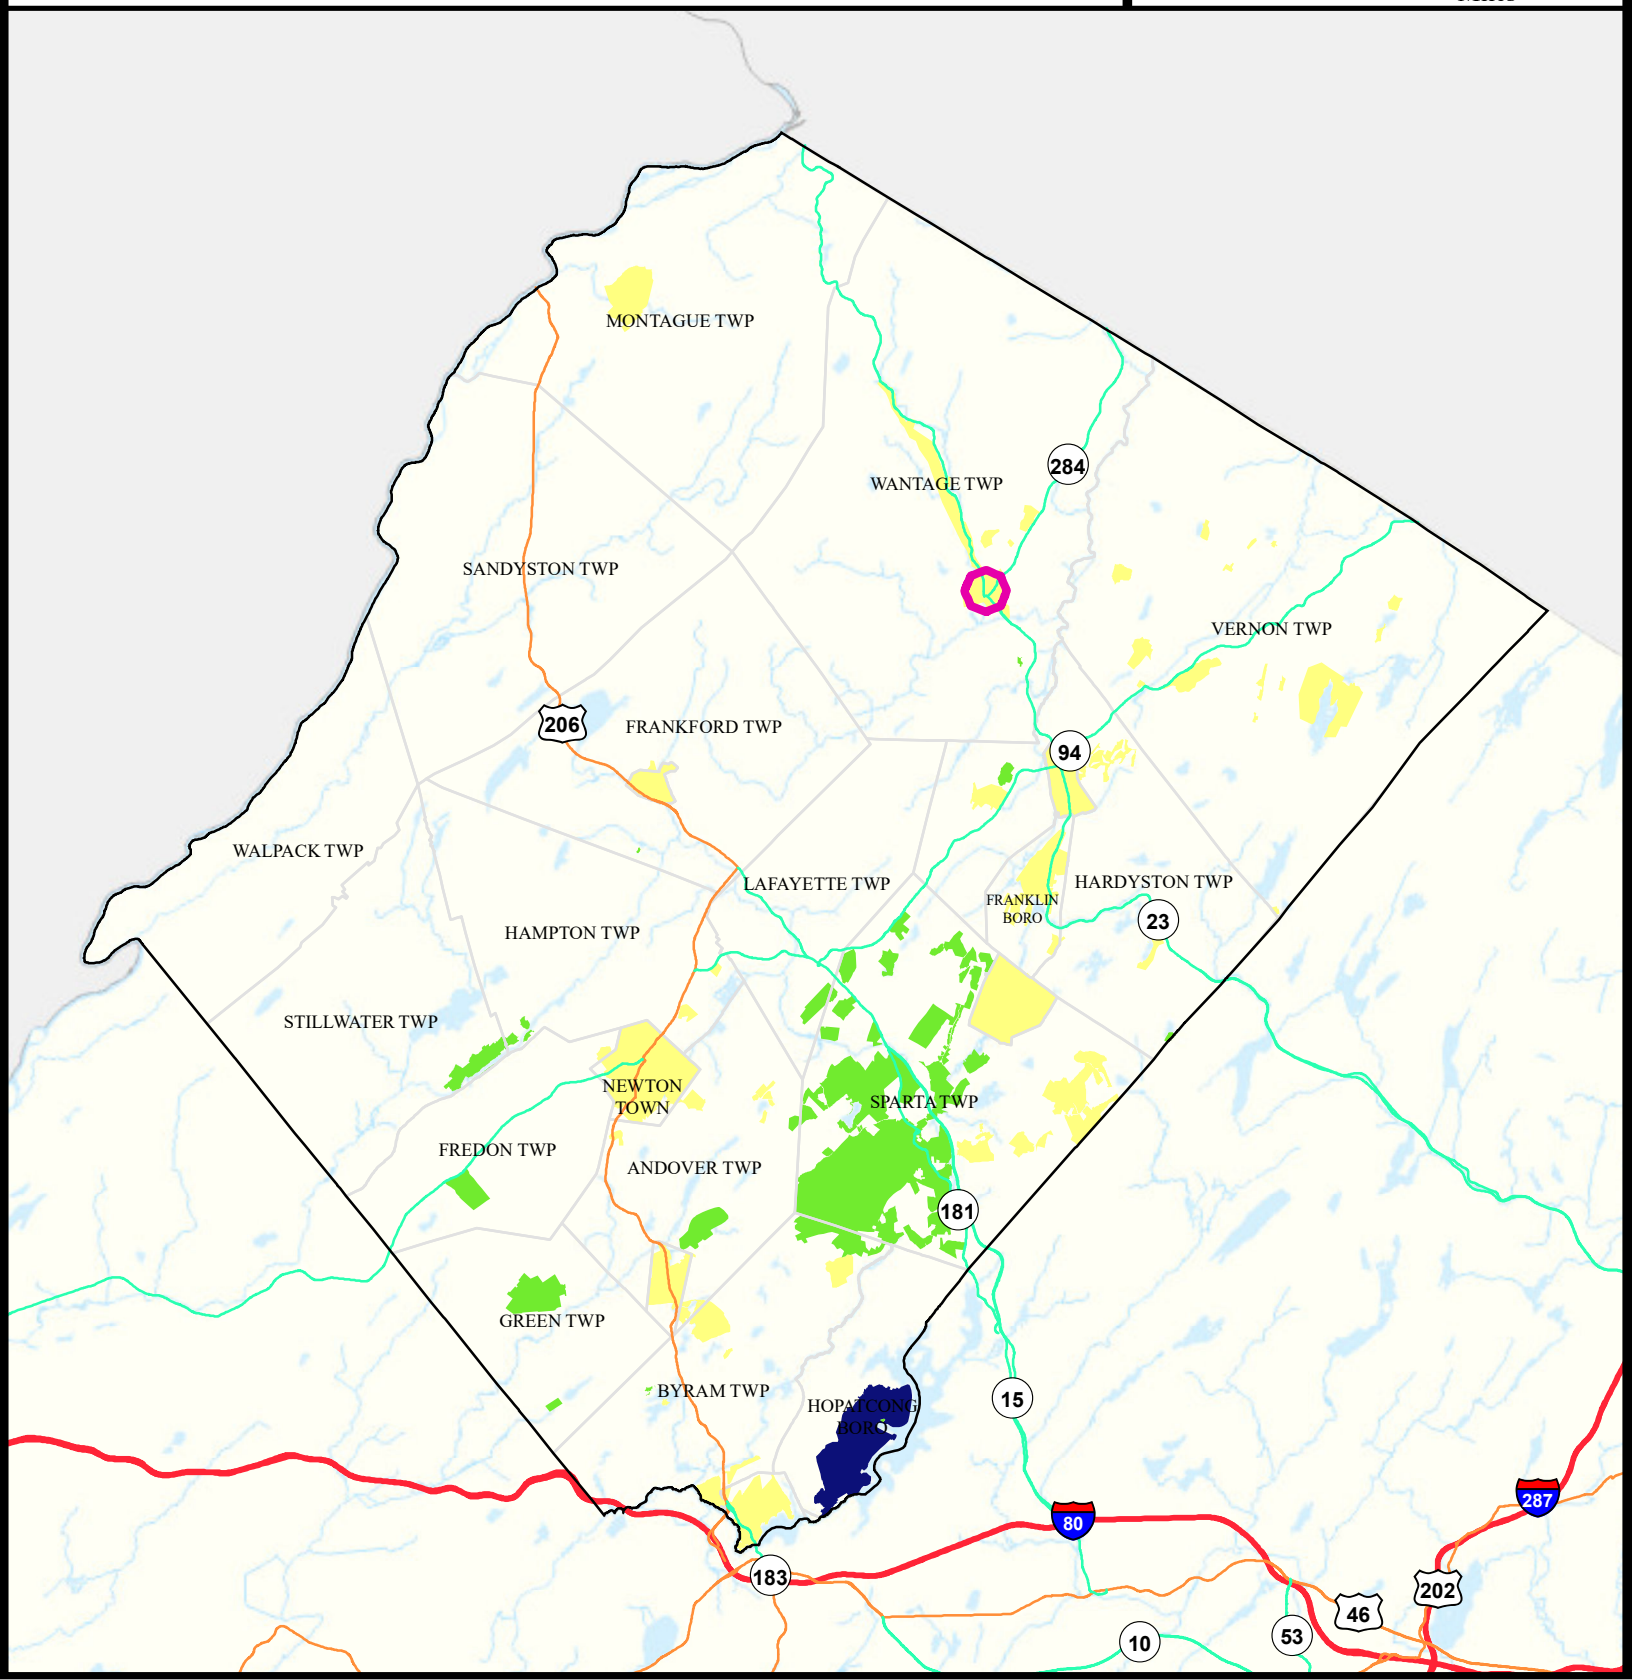 MONTAGUE TWP
284
WANTAGE TWP
SANDYSTON TWP
VERNON TWP
206
FRANKFORD TWP
94
WALPACK TWP
LAFAYETTE TWP
HARDYSTON TWP
FRANKLIN
BORO
23
HAMPTON TWP
STILLWATER TWP
NEWTON
TOWN
SPARTA TWP
FREDON TWP
ANDOVER TWP
181
GREEN TWP
BYRAM TWP
HOPATCONG
BORO
15
287
80
183
202
46
10
53